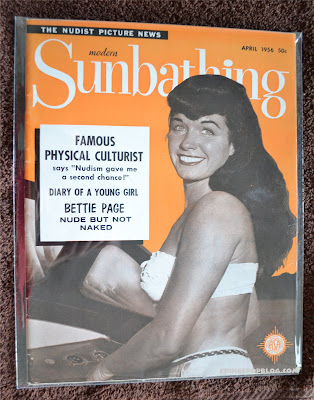 THE NUDIST PICTURE NEWS
APRIL 1956 50c
modern
Sunbathing
FAMOUS
PHYSICAL CULTURIST
says "Nudism gave me
a second chance!"
DIARY OF A YOUNG GIRL
BETTIE PAGE
NUDE BUT NOT
NAKED